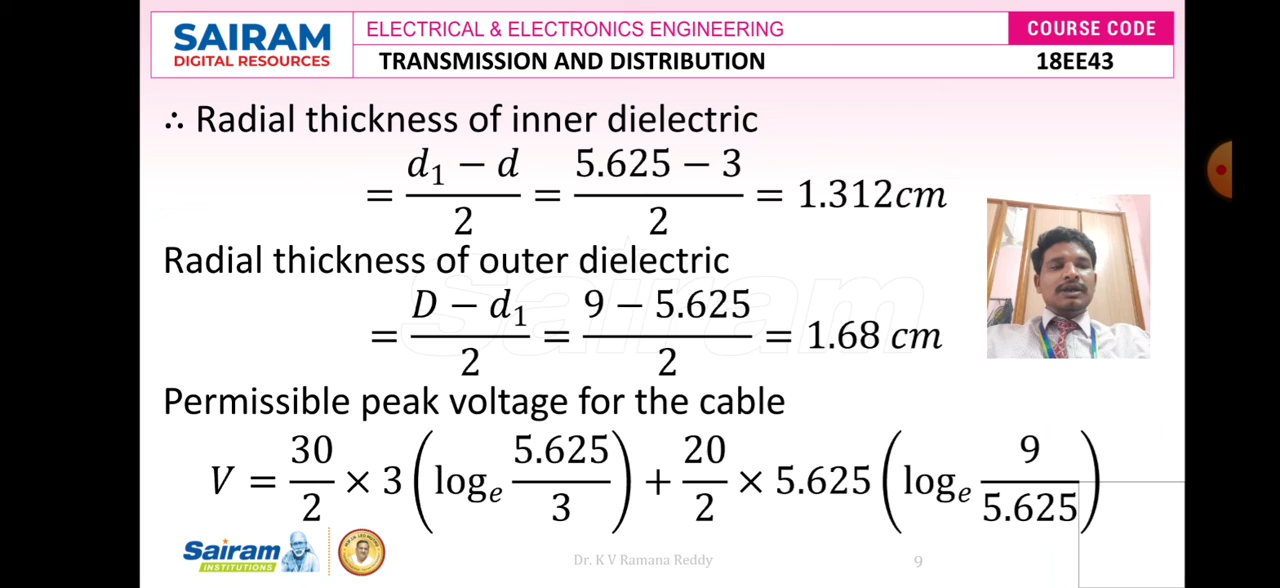 SAIRAM
DIGITAL RESOURCES
ELECTRICAL & ELECTRONICS ENGINEERING
COURSE CODE
TRANSMISSION AND DISTRIBUTION
18EE43
∴ Radial thickness of inner dielectric
= (d₁ − d)/2 = (5.625 − 3)/2 = 1.312cm
Radial thickness of outer dielectric
= (D − d₁)/2 = (9 − 5.625)/2 = 1.68 cm
Permissible peak voltage for the cable
V = 30/2 × 3 (logₑ 5.625/3) + 20/2 × 5.625 (logₑ 9/5.625)
Sairam
INSTITUTIONS
Dr. K V Ramana Reddy
9
Sairam